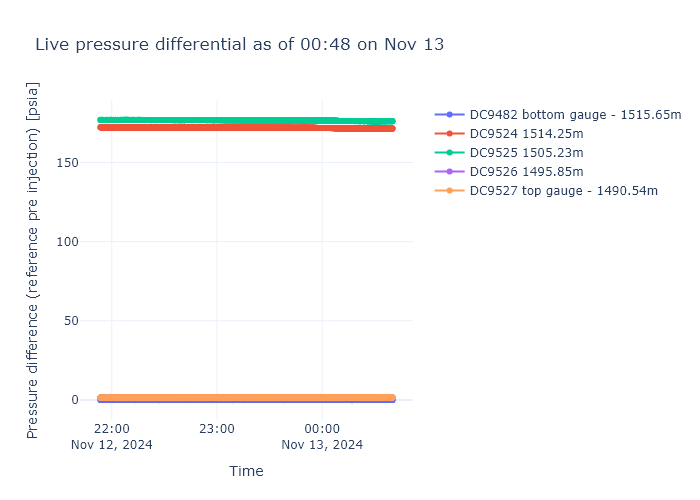 Live pressure differential as of 00:48 on Nov 13
Pressure difference (reference pre injection) [psia]
150
100
50
0
22:00
Nov 12, 2024
23:00
00:00
Nov 13, 2024
Time
DC9482 bottom gauge - 1515.65m
DC9524 1514.25m
DC9525 1505.23m
DC9526 1495.85m
DC9527 top gauge - 1490.54m